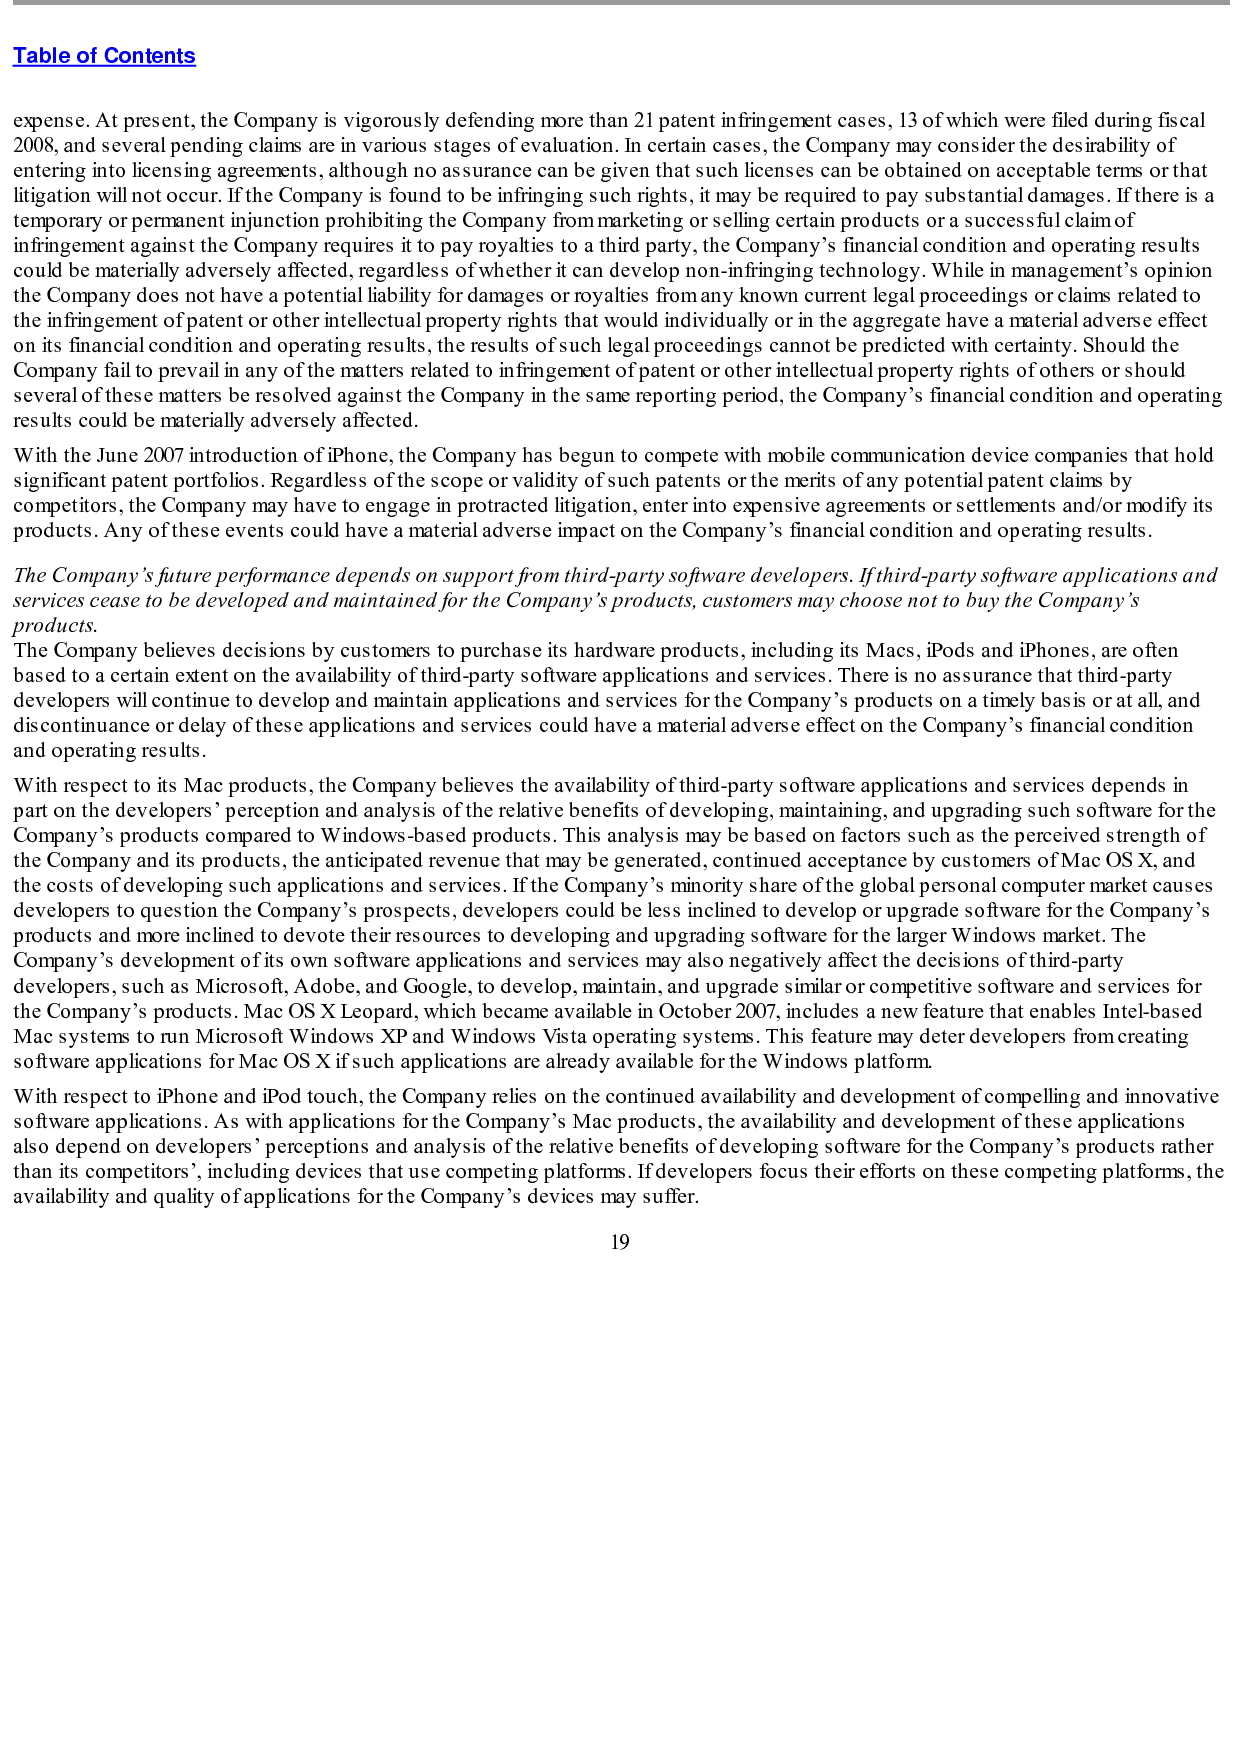 Table of Contents
expense. At present, the Company is vigorously defending more than 21 patent infringement cases, 13 of which were filed during fiscal
2008, and several pending claims are in various stages of evaluation. In certain cases, the Company may consider the desirability of
entering into licensing agreements, although no assurance can be given that such licenses can be obtained on acceptable terms or that
litigation will not occur. If the Company is found to be infringing such rights, it may be required to pay substantial damages. If there is a
temporary or permanent injunction prohibiting the Company from marketing or selling certain products or a successful claim of
infringement against the Company requires it to pay royalties to a third party, the Company’s financial condition and operating results
could be materially adversely affected, regardless of whether it can develop non-infringing technology. While in management’s opinion
the Company does not have a potential liability for damages or royalties from any known current legal proceedings or claims related to
the infringement of patent or other intellectual property rights that would individually or in the aggregate have a material adverse effect
on its financial condition and operating results, the results of such legal proceedings cannot be predicted with certainty. Should the
Company fail to prevail in any of the matters related to infringement of patent or other intellectual property rights of others or should
several of these matters be resolved against the Company in the same reporting period, the Company’s financial condition and operating
results could be materially adversely affected.
With the June 2007 introduction of iPhone, the Company has begun to compete with mobile communication device companies that hold
significant patent portfolios. Regardless of the scope or validity of such patents or the merits of any potential patent claims by
competitors, the Company may have to engage in protracted litigation, enter into expensive agreements or settlements and/or modify its
products. Any of these events could have a material adverse impact on the Company’s financial condition and operating results.
The Company’s future performance depends on support from third-party software developers. If third-party software applications and
services cease to be developed and maintained for the Company’s products, customers may choose not to buy the Company’s
products.
The Company believes decisions by customers to purchase its hardware products, including its Macs, iPods and iPhones, are often
based to a certain extent on the availability of third-party software applications and services. There is no assurance that third-party
developers will continue to develop and maintain applications and services for the Company’s products on a timely basis or at all, and
discontinuance or delay of these applications and services could have a material adverse effect on the Company’s financial condition
and operating results.
With respect to its Mac products, the Company believes the availability of third-party software applications and services depends in
part on the developers’ perception and analysis of the relative benefits of developing, maintaining, and upgrading such software for the
Company’s products compared to Windows-based products. This analysis may be based on factors such as the perceived strength of
the Company and its products, the anticipated revenue that may be generated, continued acceptance by customers of Mac OS X, and
the costs of developing such applications and services. If the Company’s minority share of the global personal computer market causes
developers to question the Company’s prospects, developers could be less inclined to develop or upgrade software for the Company’s
products and more inclined to devote their resources to developing and upgrading software for the larger Windows market. The
Company’s development of its own software applications and services may also negatively affect the decisions of third-party
developers, such as Microsoft, Adobe, and Google, to develop, maintain, and upgrade similar or competitive software and services for
the Company’s products. Mac OS X Leopard, which became available in October 2007, includes a new feature that enables Intel-based
Mac systems to run Microsoft Windows XP and Windows Vista operating systems. This feature may deter developers from creating
software applications for Mac OS X if such applications are already available for the Windows platform.
With respect to iPhone and iPod touch, the Company relies on the continued availability and development of compelling and innovative
software applications. As with applications for the Company’s Mac products, the availability and development of these applications
also depend on developers’ perceptions and analysis of the relative benefits of developing software for the Company’s products rather
than its competitors’, including devices that use competing platforms. If developers focus their efforts on these competing platforms, the
availability and quality of applications for the Company’s devices may suffer.
19